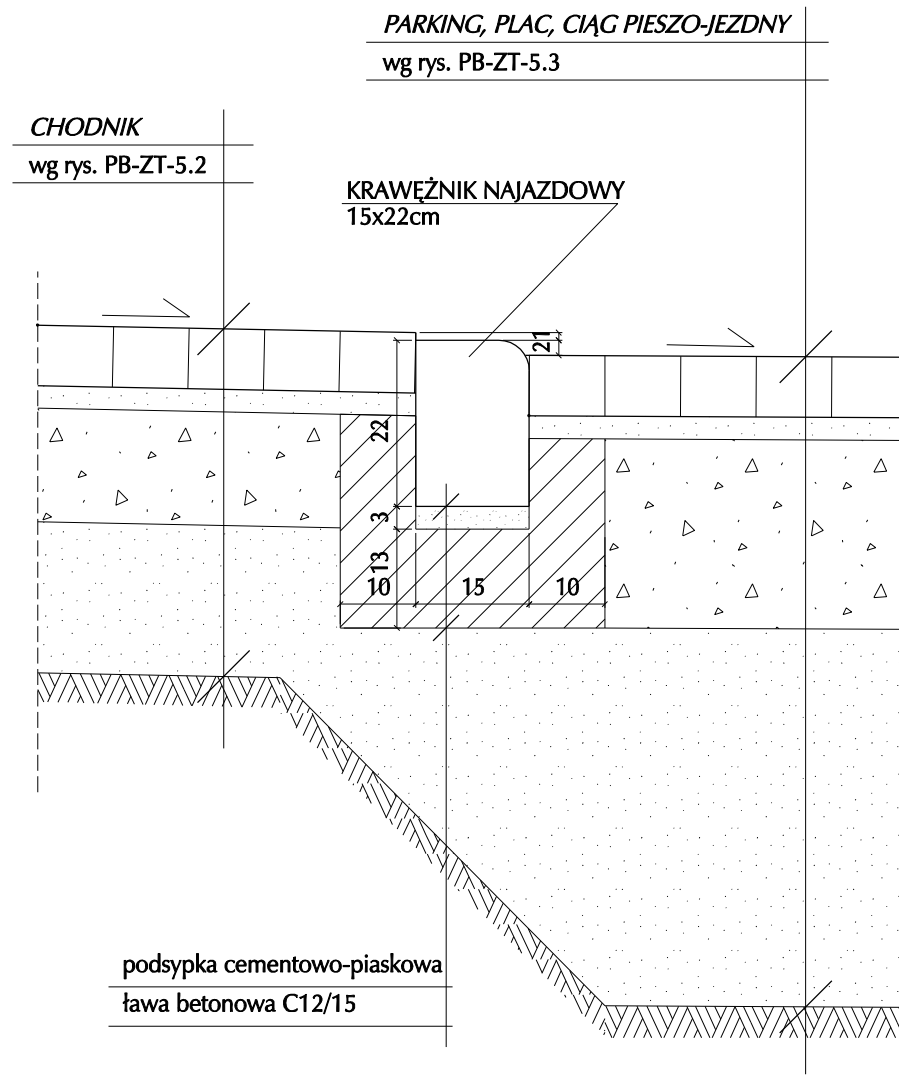 PARKING, PLAC, CIĄG PIESZO-JEZDNY
wg rys. PB-ZT-5.3
CHODNIK
wg rys. PB-ZT-5.2
KRAWĘŻNIK NAJAZDOWY
15x22cm
21
22
3
13
10 15 10
podsypka cementowo-piaskowa
ława betonowa C12/15